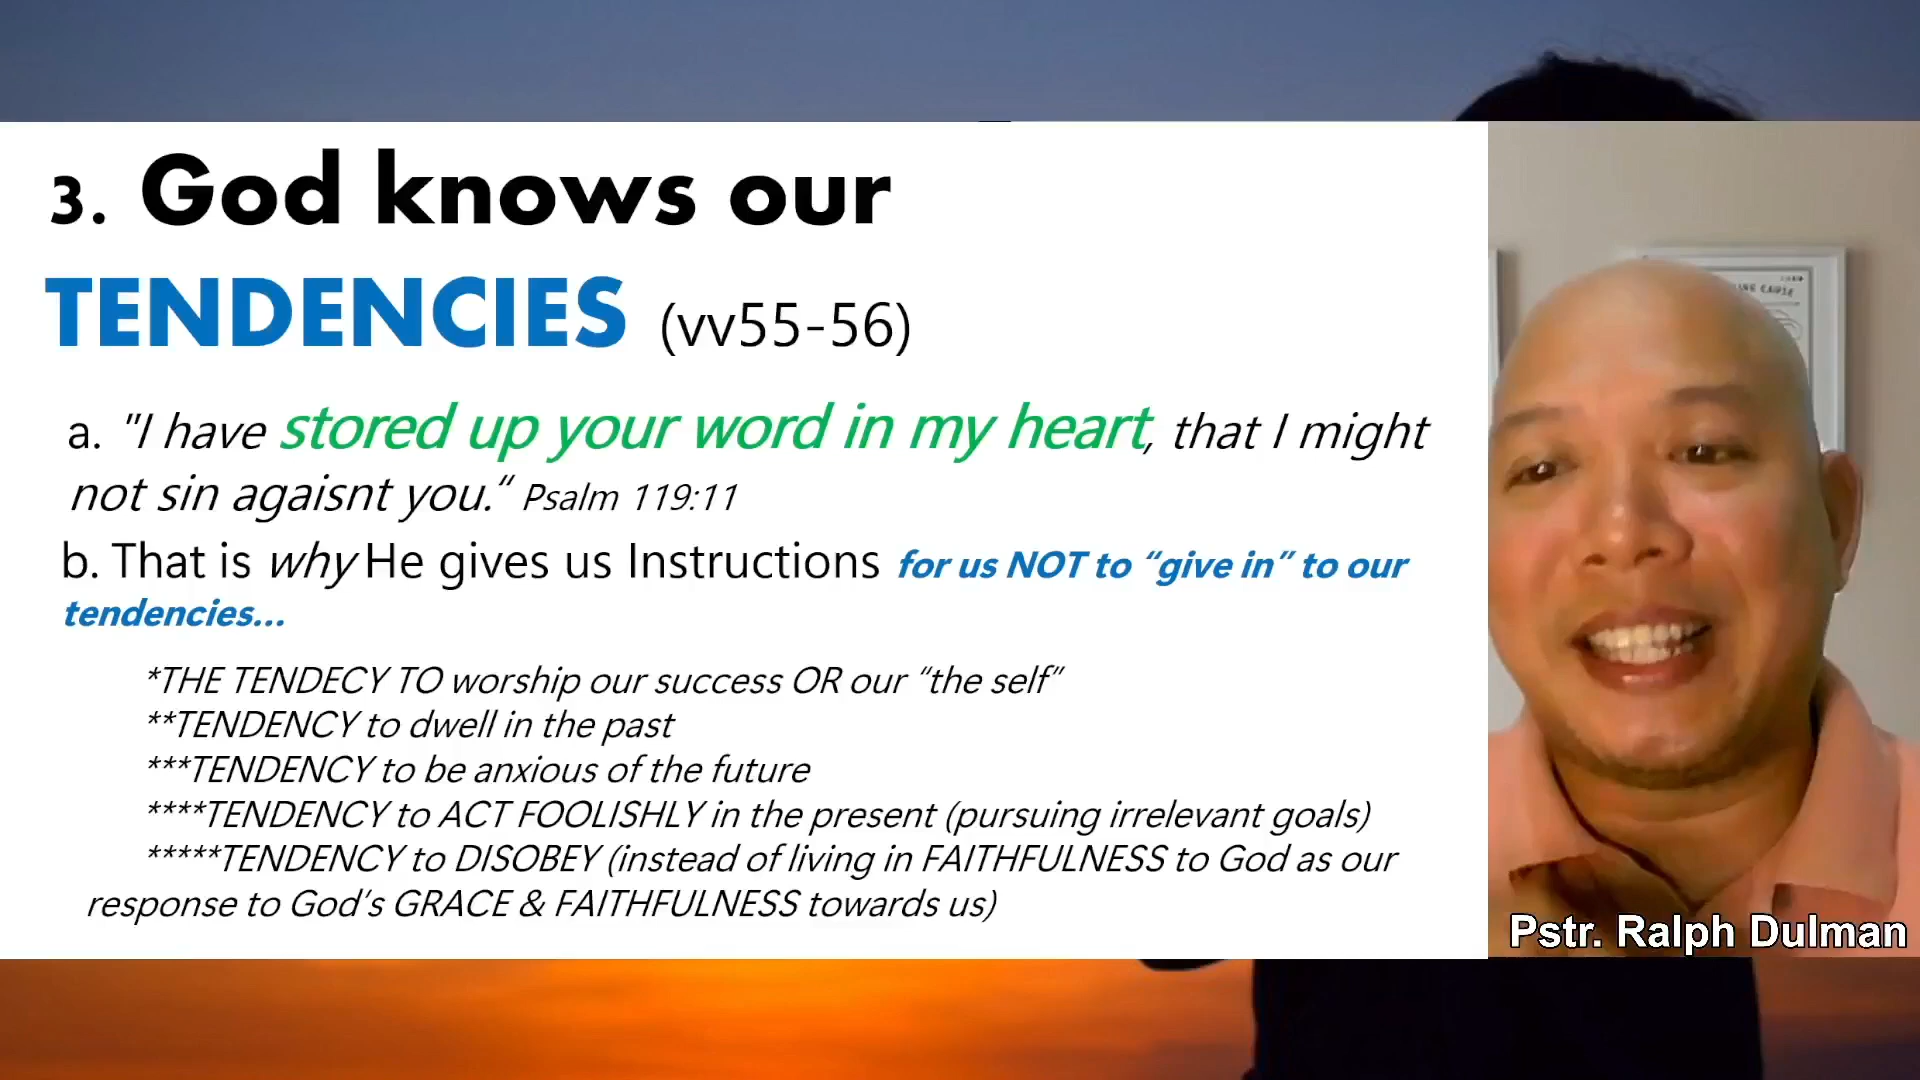 3. God knows our
TENDENCIES (vv55-56)
a. "I have stored up your word in my heart, that I might
not sin agaisnt you.“ Psalm 119:11
b. That is why He gives us Instructions for us NOT to “give in” to our
tendencies...
*THE TENDECY TO worship our success OR our “the self”
**TENDENCY to dwell in the past
***TENDENCY to be anxious of the future
****TENDENCY to ACT FOOLISHLY in the present (pursuing irrelevant goals)
*****TENDENCY to DISOBEY (instead of living in FAITHFULNESS to God as our
response to God’s GRACE & FAITHFULNESS towards us)
Pstr. Ralph Dulman